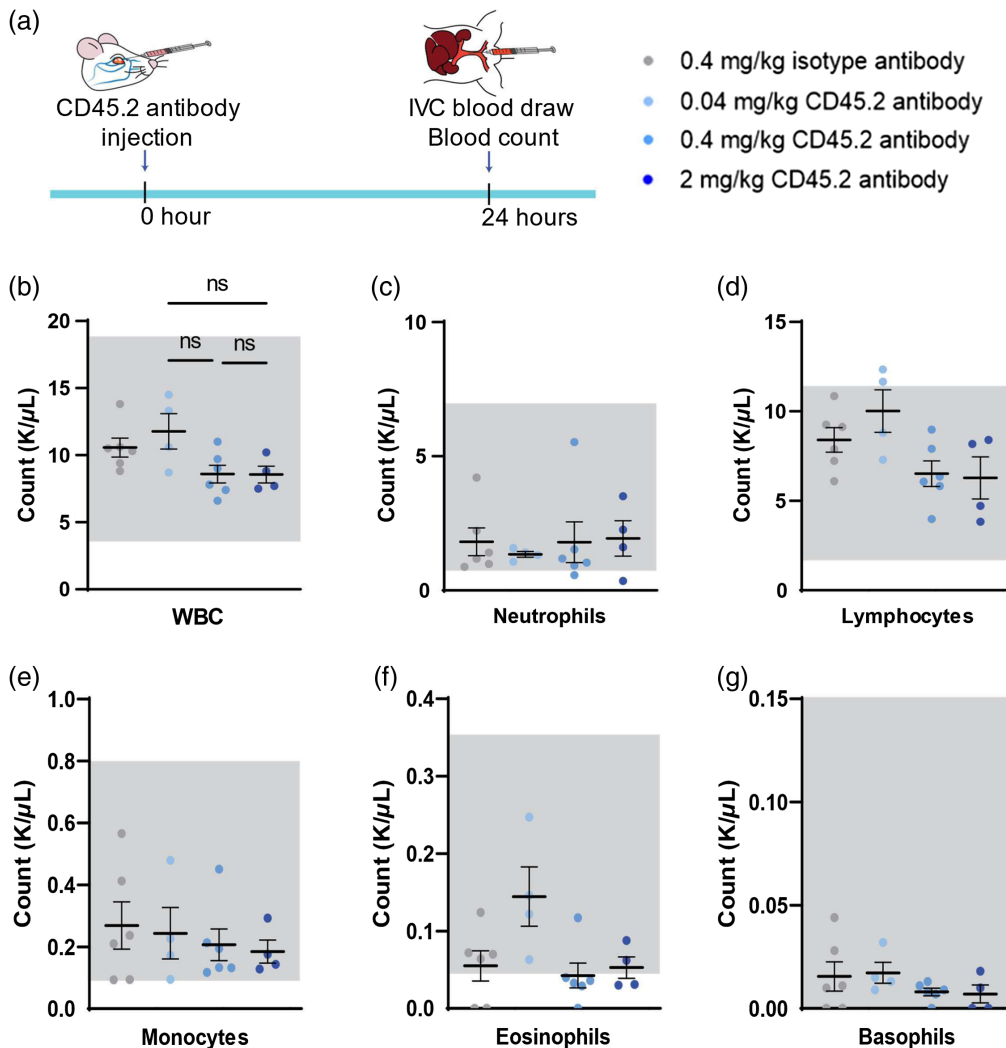 (a)
CD45.2 antibody
injection
IVC blood draw
Blood count
0 hour
24 hours
0.4 mg/kg isotype antibody
0.04 mg/kg CD45.2 antibody
0.4 mg/kg CD45.2 antibody
2 mg/kg CD45.2 antibody
(b)
ns
ns
ns
20
15
10
5
0
Count (K/µL)
WBC
(c)
10
5
0
Count (K/µL)
Neutrophils
(d)
15
10
5
0
Count (K/µL)
Lymphocytes
(e)
1.0
0.8
0.6
0.4
0.2
0.0
Count (K/µL)
Monocytes
(f)
0.4
0.3
0.2
0.1
0.0
Count (K/µL)
Eosinophils
(g)
0.15
0.10
0.05
0.00
Count (K/µL)
Basophils